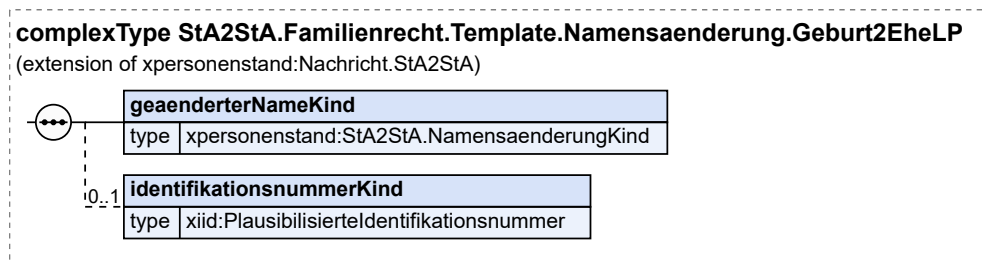 complexType StA2StA.Familienrecht.Template.Namensaenderung.Geburt2EheLP
(extension of xpersonenstand:Nachricht.StA2StA)
geaenderterNameKind
type xpersonenstand:StA2StA.NamensaenderungKind
0..1 identifikationsnummerKind
type xiid:PlausibilisierteIdentifikationsnummer